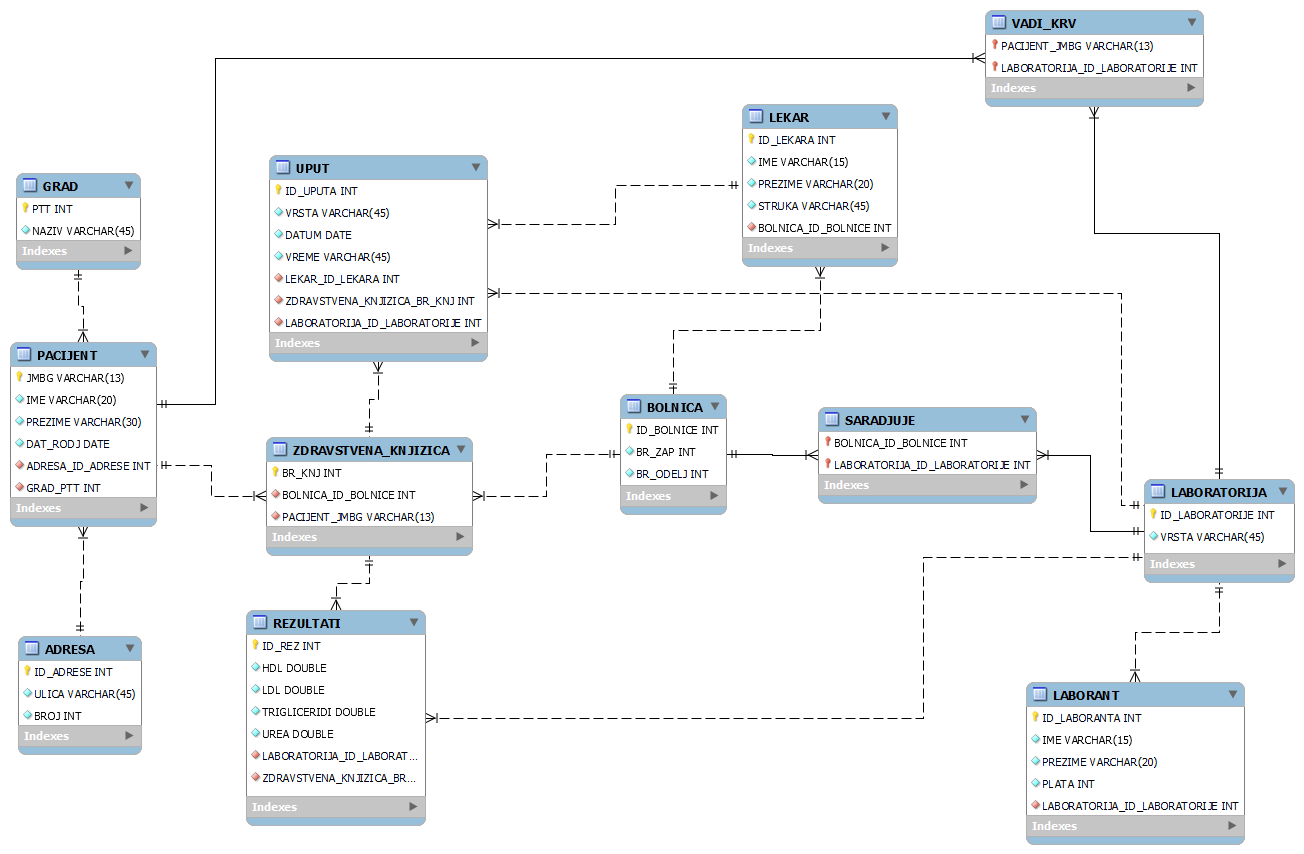 VADI_KRV
PACIJENT_JMBG VARCHAR(13)
LABORATORIJA_ID_LABORATORIJE INT
Indexes
LEKAR
ID_LEKARA INT
IME VARCHAR(15)
PREZIME VARCHAR(20)
STRUKA VARCHAR(45)
BOLNICA_ID_BOLNICE INT
Indexes
UPUT
ID_UPUTA INT
VRSTA VARCHAR(45)
DATUM DATE
VREME VARCHAR(45)
LEKAR_ID_LEKARA INT
ZDRAVSTVENA_KNJIZICA_BR_KNJ INT
LABORATORIJA_ID_LABORATORIJE INT
Indexes
GRAD
PTT INT
NAZIV VARCHAR(45)
Indexes
PACIJENT
JMBG VARCHAR(13)
IME VARCHAR(20)
PREZIME VARCHAR(30)
DAT_RODJ DATE
ADRESA_ID_ADRESE INT
GRAD_PTT INT
Indexes
ZDRAVSTVENA_KNJIZICA
BR_KNJ INT
BOLNICA_ID_BOLNICE INT
PACIJENT_JMBG VARCHAR(13)
Indexes
BOLNICA
ID_BOLNICE INT
BR_ZAP INT
BR_ODELJ INT
Indexes
SARADJUJE
BOLNICA_ID_BOLNICE INT
LABORATORIJA_ID_LABORATORIJE INT
Indexes
LABORATORIJA
ID_LABORATORIJE INT
VRSTA VARCHAR(45)
Indexes
ADRESA
ID_ADRESE INT
ULICA VARCHAR(45)
BROJ INT
Indexes
REZULTATI
ID_REZ INT
HDL DOUBLE
LDL DOUBLE
TRIGLICERIDI DOUBLE
UREA DOUBLE
LABORATORIJA_ID_LABORAT...
ZDRAVSTVENA_KNJIZICA_BR...
Indexes
LABORANT
ID_LABORANTA INT
IME VARCHAR(15)
PREZIME VARCHAR(20)
PLATA INT
LABORATORIJA_ID_LABORATORIJE INT
Indexes